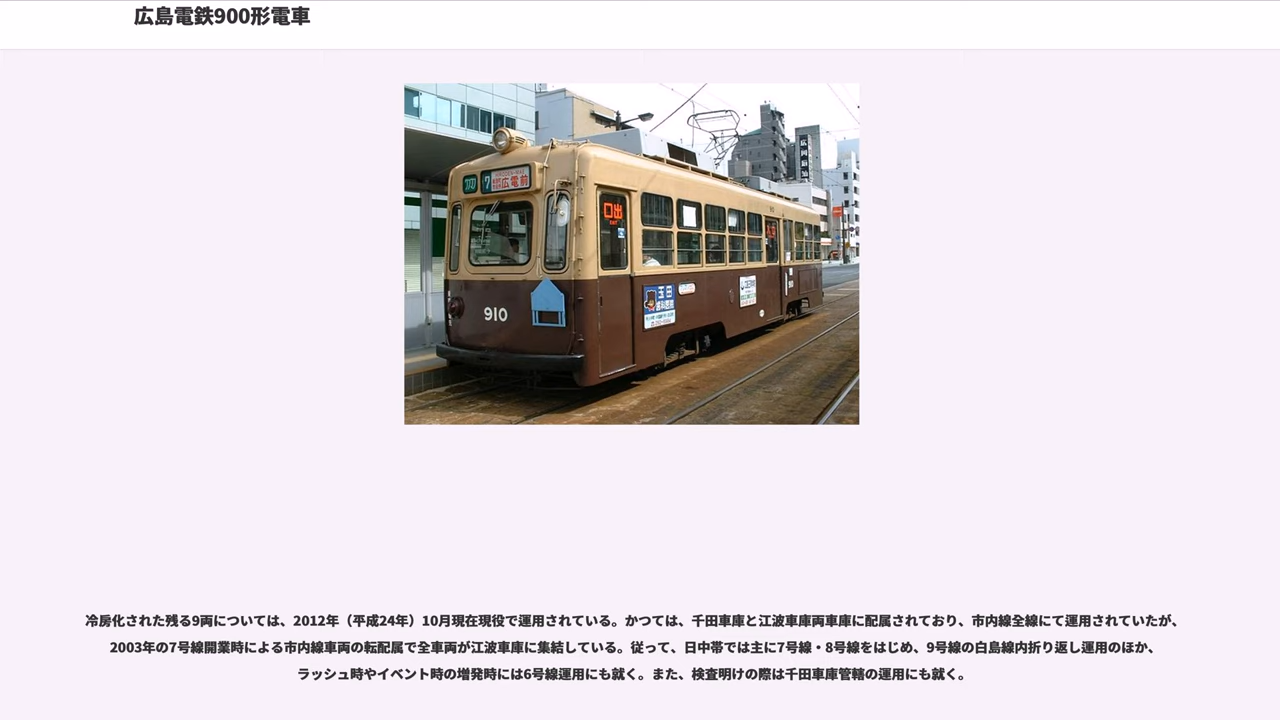 広島電鉄900形電車
7
広電前
口出
910
冷房化された残る9両については、2012年（平成24年）10月現在現役で運用されている。かつては、千田車庫と江波車庫両車庫に配属されており、市内線全線にて運用されていたが、
2003年の7号線開業時による市内線車両の転配属で全車両が江波車庫に集結している。従って、日中帯では主に7号線・8号線をはじめ、9号線の白島線内折り返し運用のほか、
ラッシュ時やイベント時の増発時には6号線運用にも就く。また、検査明けの際は千田車庫管轄の運用にも就く。